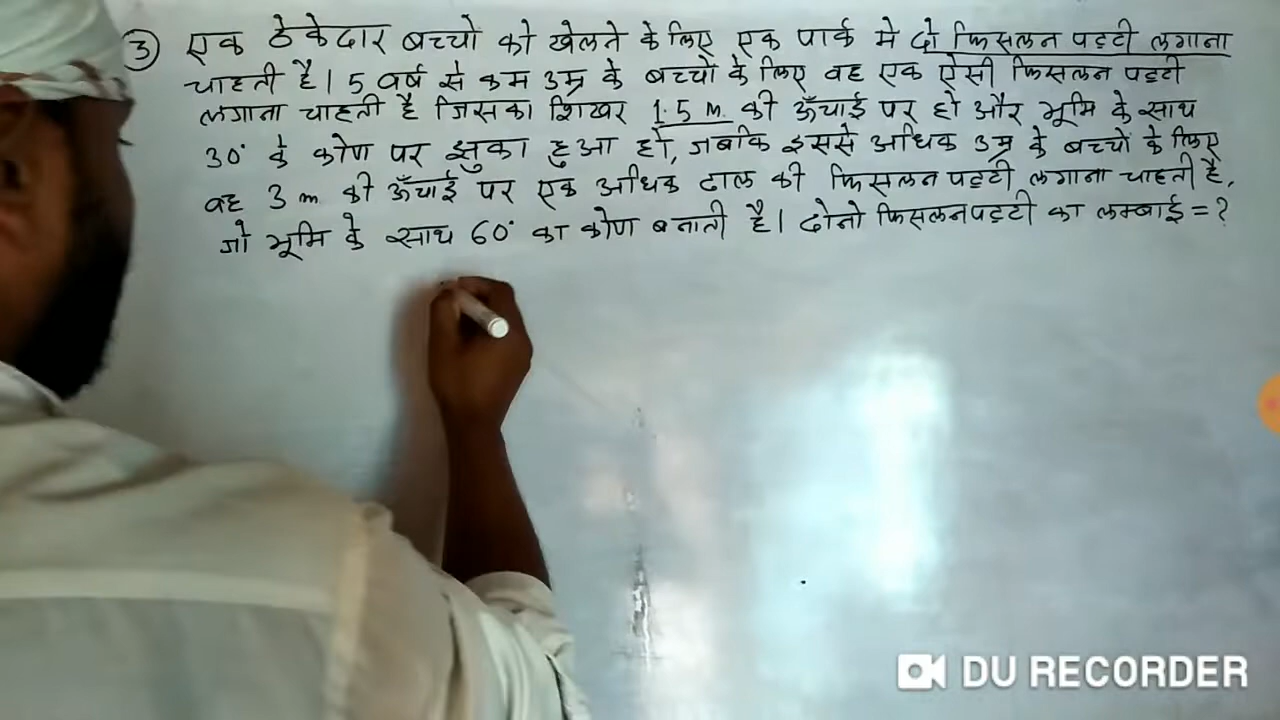 ③ एक ठेकेदार बच्चो को खेलने के लिए एक पार्क मे दो फिसलन पट्टी लगाना
चाहती है। 5 वर्ष से कम उम्र के बच्चो के लिए वह एक ऐसी फिसलन पट्टी
लगाना चाहती है जिसका शिखर 1.5 m की ऊँचाई पर हो और भूमि के साथ
30° के कोण पर झुका हुआ हो, जबकि इससे अधिक उम्र के बच्चो के लिए
वह 3 m की ऊँचाई पर एक अधिक ढाल की फिसलन पट्टी लगाना चाहती है,
जो भूमि के साथ 60° का कोण बनाती है। दोनो फिसलनपट्टी का लम्बाई = ?
DU RECORDER